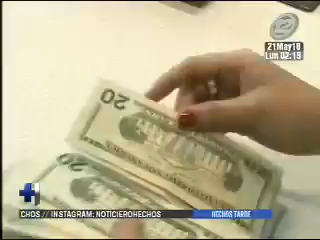 21May18
Lun 02:19
20
20
CHOS // INSTAGRAM: NOTICIEROHECHOS
HECHOS TARDE